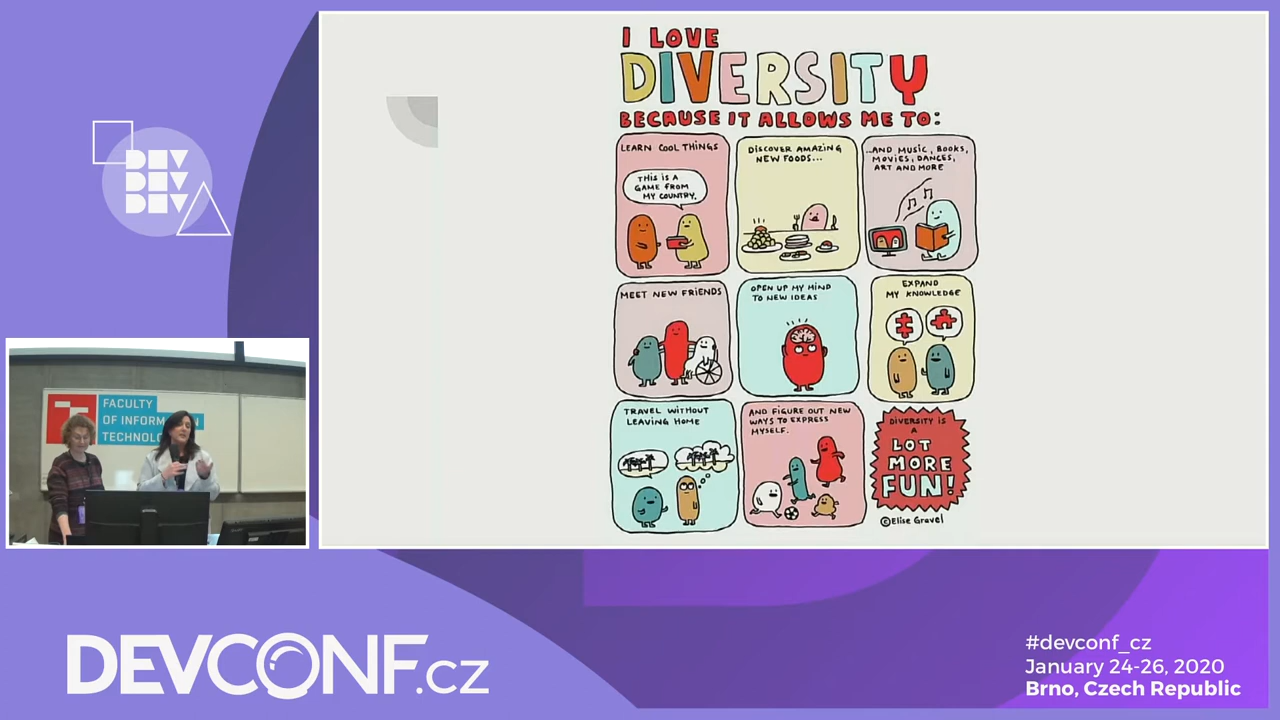 I LOVE
DIVERSITY
BECAUSE IT ALLOWS ME TO:
LEARN COOL THINGS
THIS IS A
GAME FROM
MY COUNTRY.
DISCOVER AMAZING
NEW FOODS...
...AND MUSIC, BOOKS,
MOVIES, DANCES,
ART AND MORE
MEET NEW FRIENDS
OPEN UP MY MIND
TO NEW IDEAS
EXPAND
MY KNOWLEDGE
TRAVEL WITHOUT
LEAVING HOME
AND FIGURE OUT NEW
WAYS TO EXPRESS
MYSELF.
DIVERSITY IS
A
LOT
MORE
FUN!
©Elise Gravel
DEV
DEV
DEV
FACULTY
OF INFORM
TECHNOLO
DEVCONF.cz
#devconf_cz
January 24-26, 2020
Brno, Czech Republic